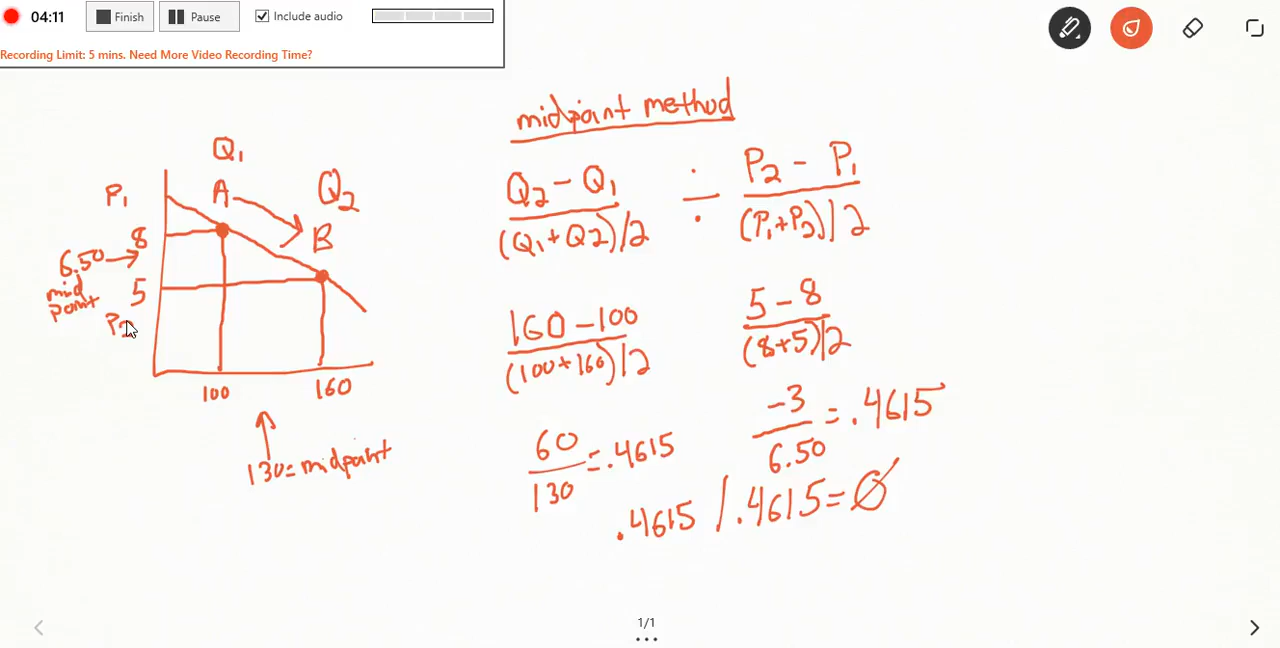 04:11 Finish Pause Include audio
Recording Limit: 5 mins. Need More Video Recording Time?
midpoint method
Q1
P1 A Q2
8 B
6.50
mid
point 5
P2
100 160
130 = midpoint
Q2 - Q1 ÷ P2 - P1
(Q1+Q2)/2 (P1+P2)/2
160 - 100 5 - 8
(100+160)/2 (8+5)/2
60 = .4615 -3 = .4615
130 6.50
.4615 / .4615 = Ø
1/1